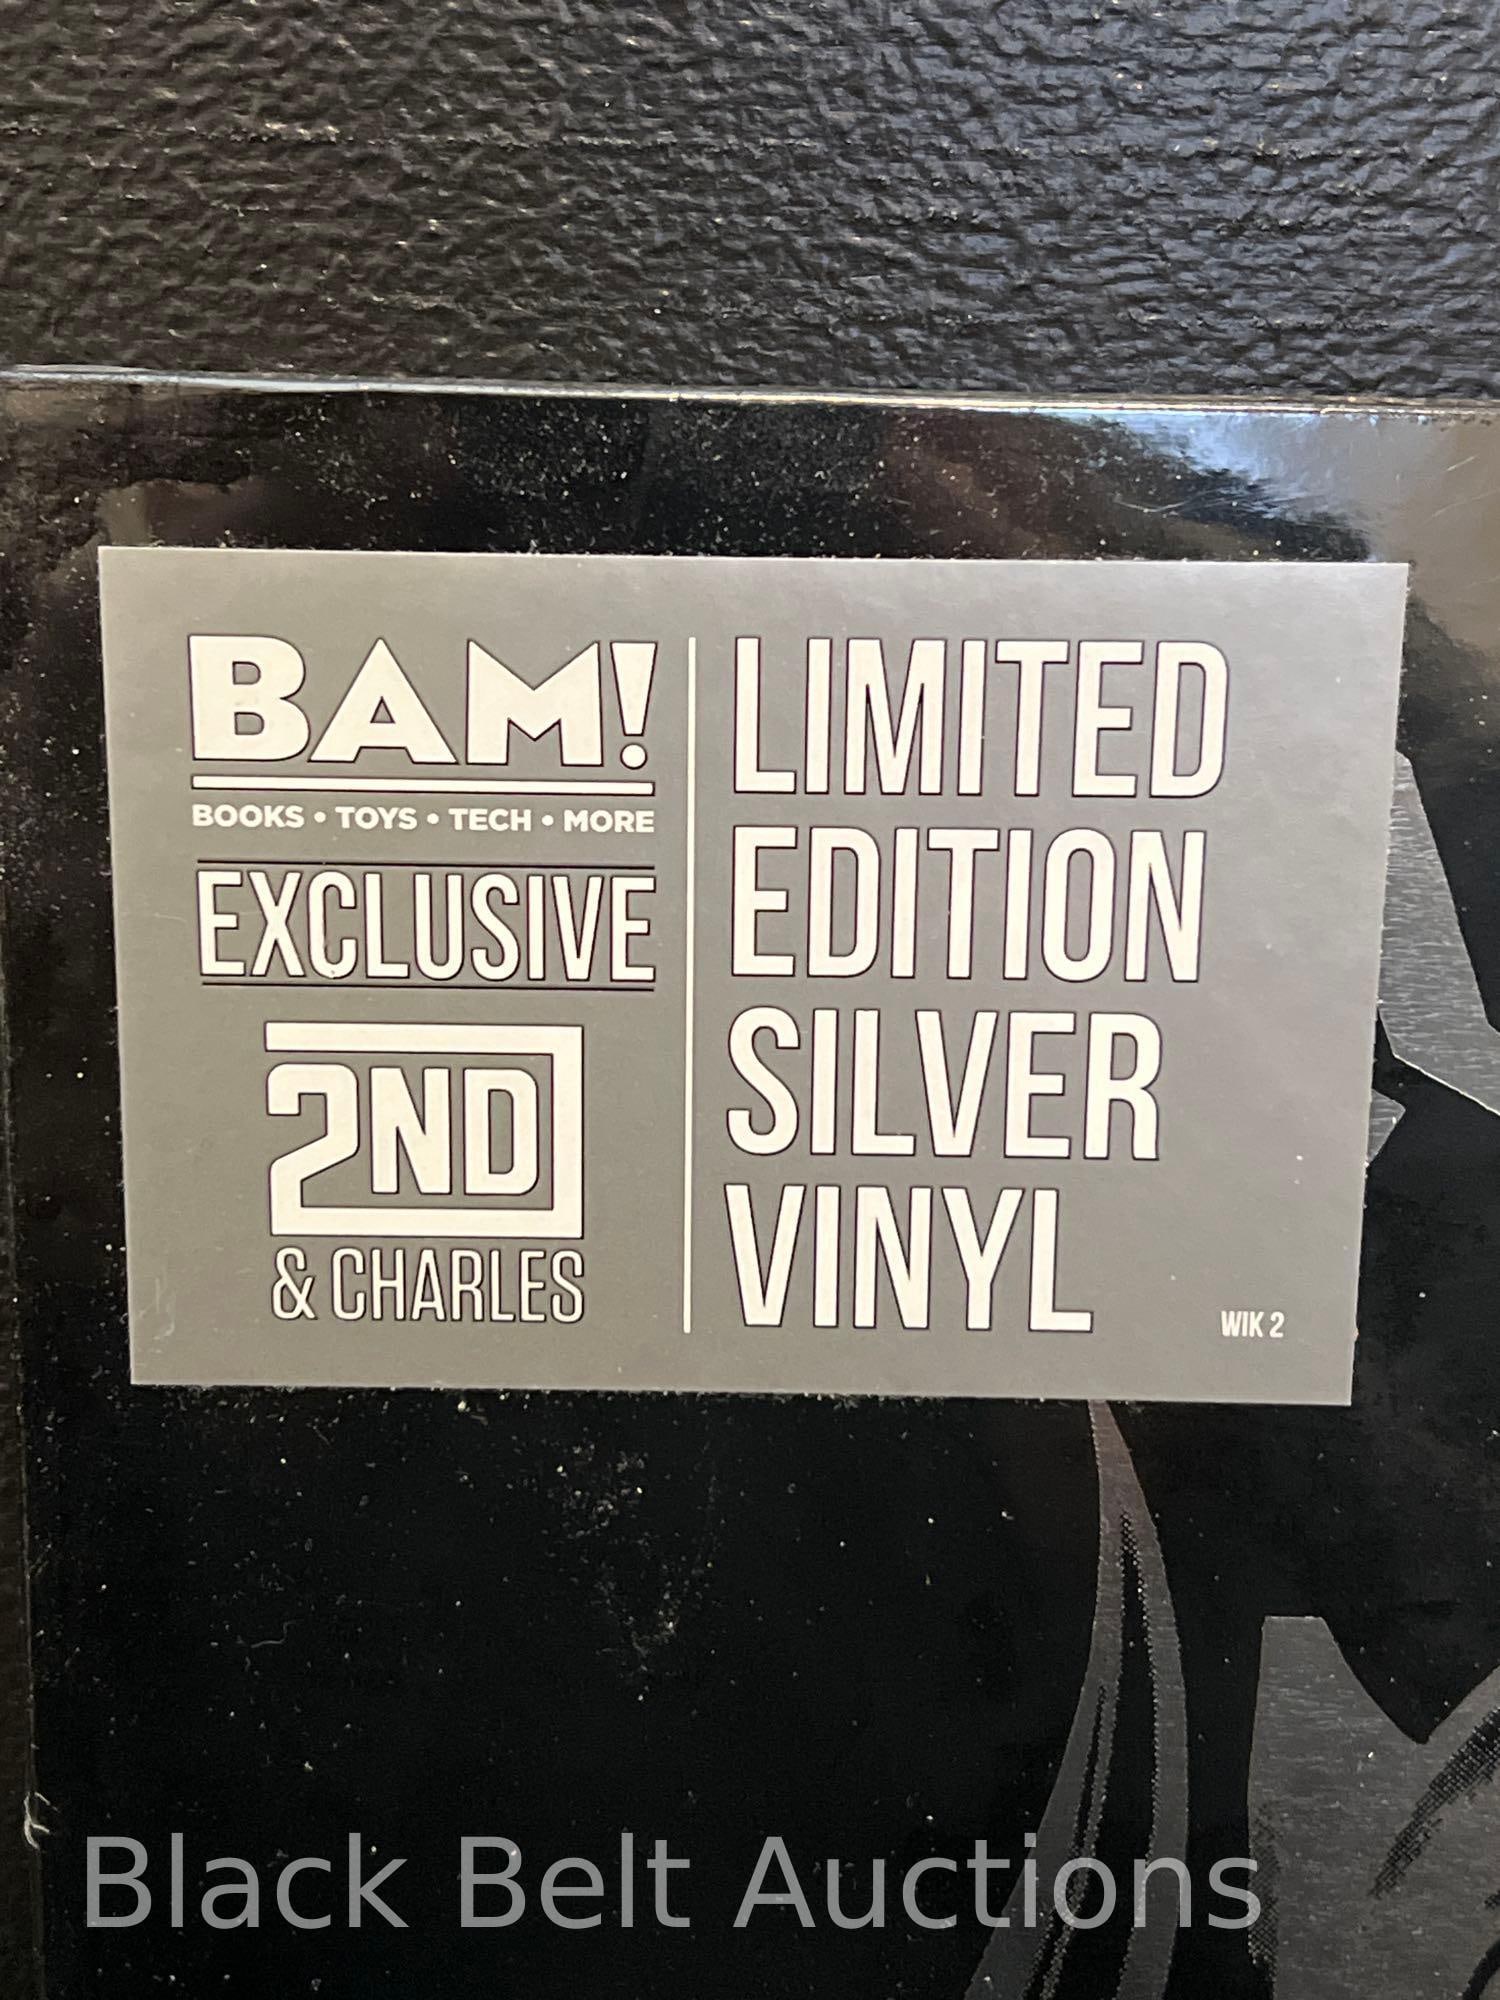 BAM!
BOOKS • TOYS • TECH • MORE
EXCLUSIVE
2ND
& CHARLES
LIMITED
EDITION
SILVER
VINYL
WIK 2
Black Belt Auctions